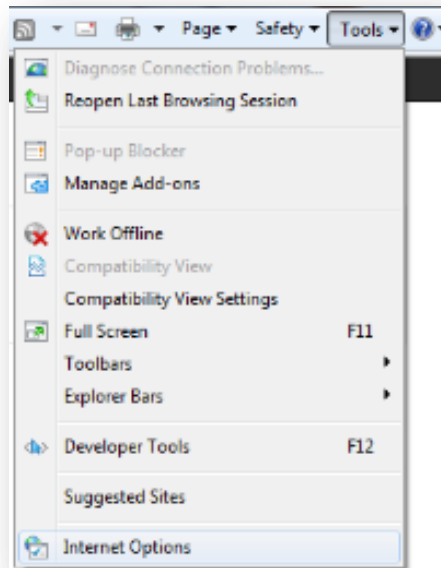 Page Safety Tools
Diagnose Connection Problems...
Reopen Last Browsing Session
Pop-up Blocker
Manage Add-ons
Work Offline
Compatibility View
Compatibility View Settings
Full Screen F11
Toolbars
Explorer Bars
Developer Tools F12
Suggested Sites
Internet Options